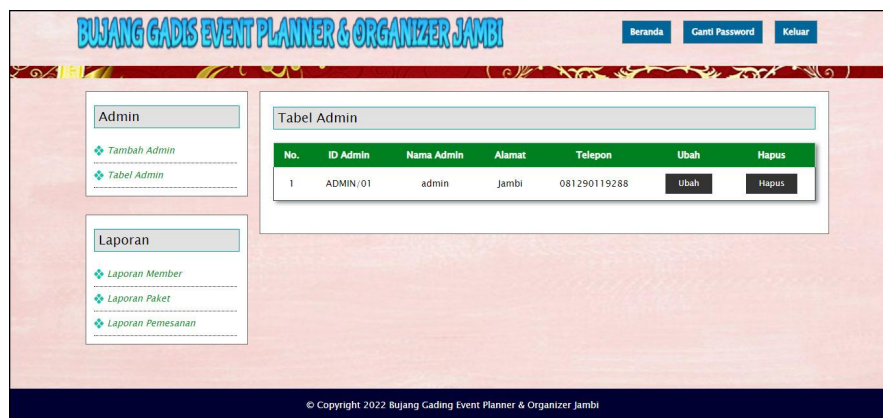 BUJANG GADIS EVENT PLANNER & ORGANIZER JAMBI
Beranda Ganti Password Keluar
Admin
Tambah Admin
Tabel Admin
Laporan
Laporan Member
Laporan Paket
Laporan Pemesanan
Tabel Admin
No. ID Admin Nama Admin Alamat Telepon Ubah Hapus
1 ADMIN/01 admin Jambi 081290119288 Ubah Hapus
© Copyright 2022 Bujang Gading Event Planner & Organizer Jambi